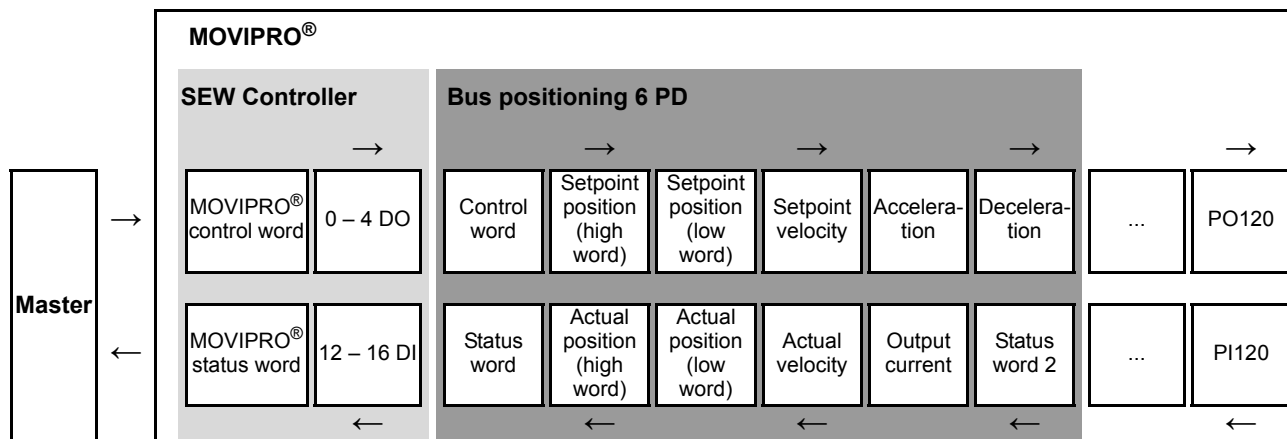 MOVIPRO®
SEW Controller
Bus positioning 6 PD
→ → → → →
MOVIPRO®
control word
0 – 4 DO
Control
word
Setpoint
position
(high
word)
Setpoint
position
(low
word)
Setpoint
velocity
Accelera-
tion
Decelera-
tion
...
PO120
→
Master
←
MOVIPRO®
status word
12 – 16 DI
Status
word
Actual
position
(high
word)
Actual
position
(low
word)
Actual
velocity
Output
current
Status
word 2
...
PI120
← ← ← ← ←